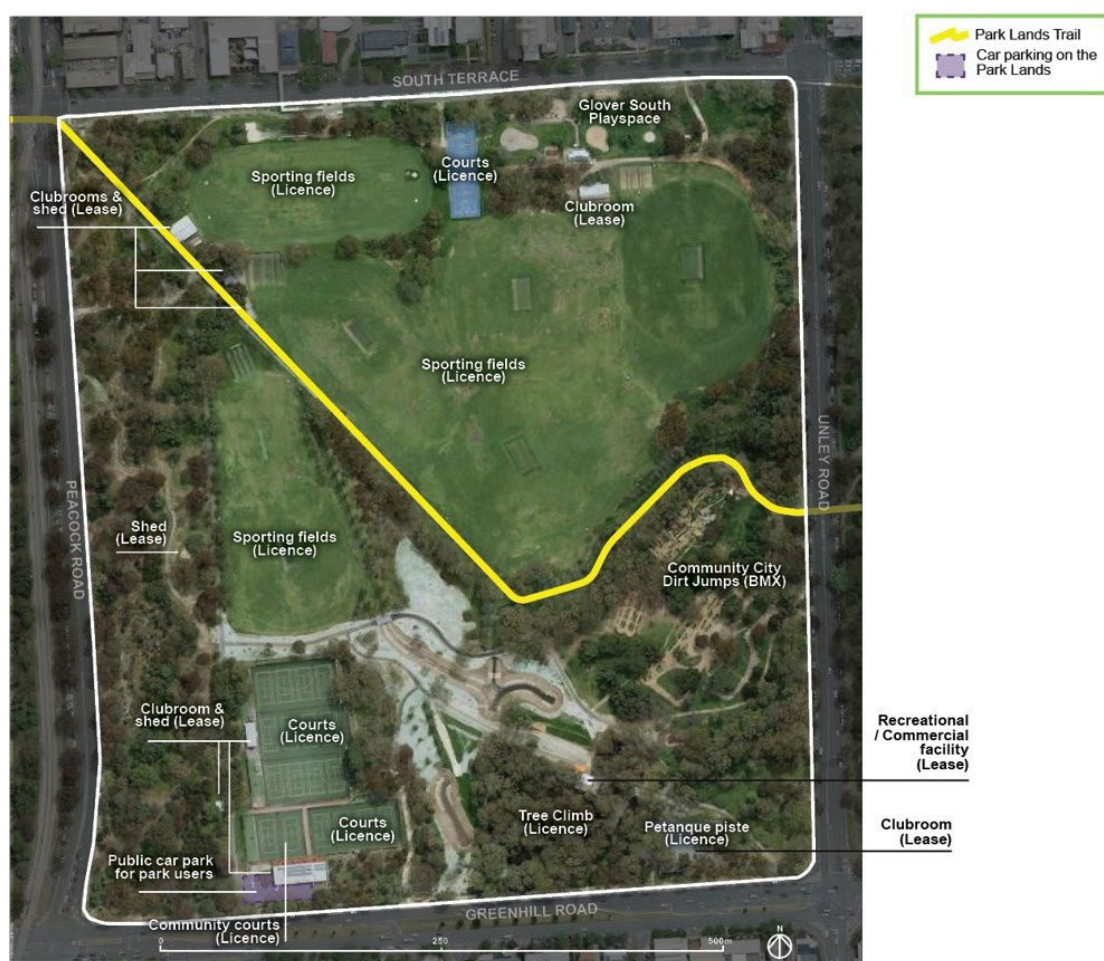 Park Lands Trail
Car parking on the
Park Lands
SOUTH TERRACE
Glover South
Playspace
Sporting fields
(Licence)
Courts
(Licence)
Clubrooms &
shed (Lease)
Clubroom
(Lease)
Sporting fields
(Licence)
UNLEY ROAD
PEACOCK ROAD
Shed
(Lease)
Sporting fields
(Licence)
Community City
Dirt Jumps (BMX)
Clubroom &
shed (Lease)
Courts
(Licence)
Recreational
/ Commercial
facility
(Lease)
Tree Climb
(Licence)
Courts
(Licence)
Petanque piste
(Licence)
Clubroom
(Lease)
Public car park
for park users
GREENHILL ROAD
Community courts
(Licence)
0
250
500m
N